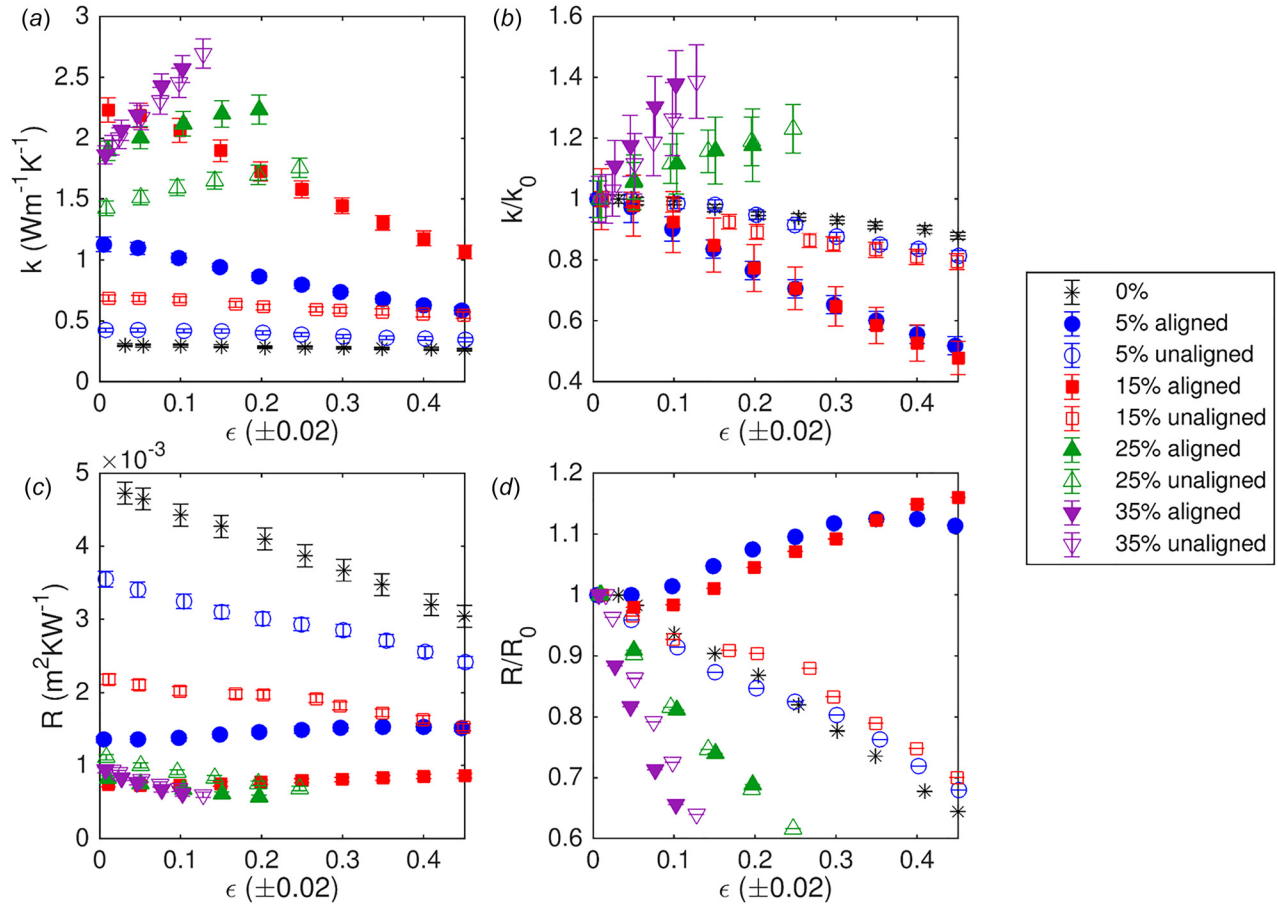 (a)
3
2.5
2
1.5
1
0.5
0
k (Wm⁻¹K⁻¹)
0 0.1 0.2 0.3 0.4
ϵ (±0.02)
(b)
1.4
1.2
1
0.8
0.6
0.4
k/k₀
0 0.1 0.2 0.3 0.4
ϵ (±0.02)
0%
5% aligned
5% unaligned
15% aligned
15% unaligned
25% aligned
25% unaligned
35% aligned
35% unaligned
×10⁻³
(c)
5
4
3
2
1
0
R (m²KW⁻¹)
0 0.1 0.2 0.3 0.4
ϵ (±0.02)
(d)
1.2
1.1
1
0.9
0.8
0.7
0.6
R/R₀
0 0.1 0.2 0.3 0.4
ϵ (±0.02)